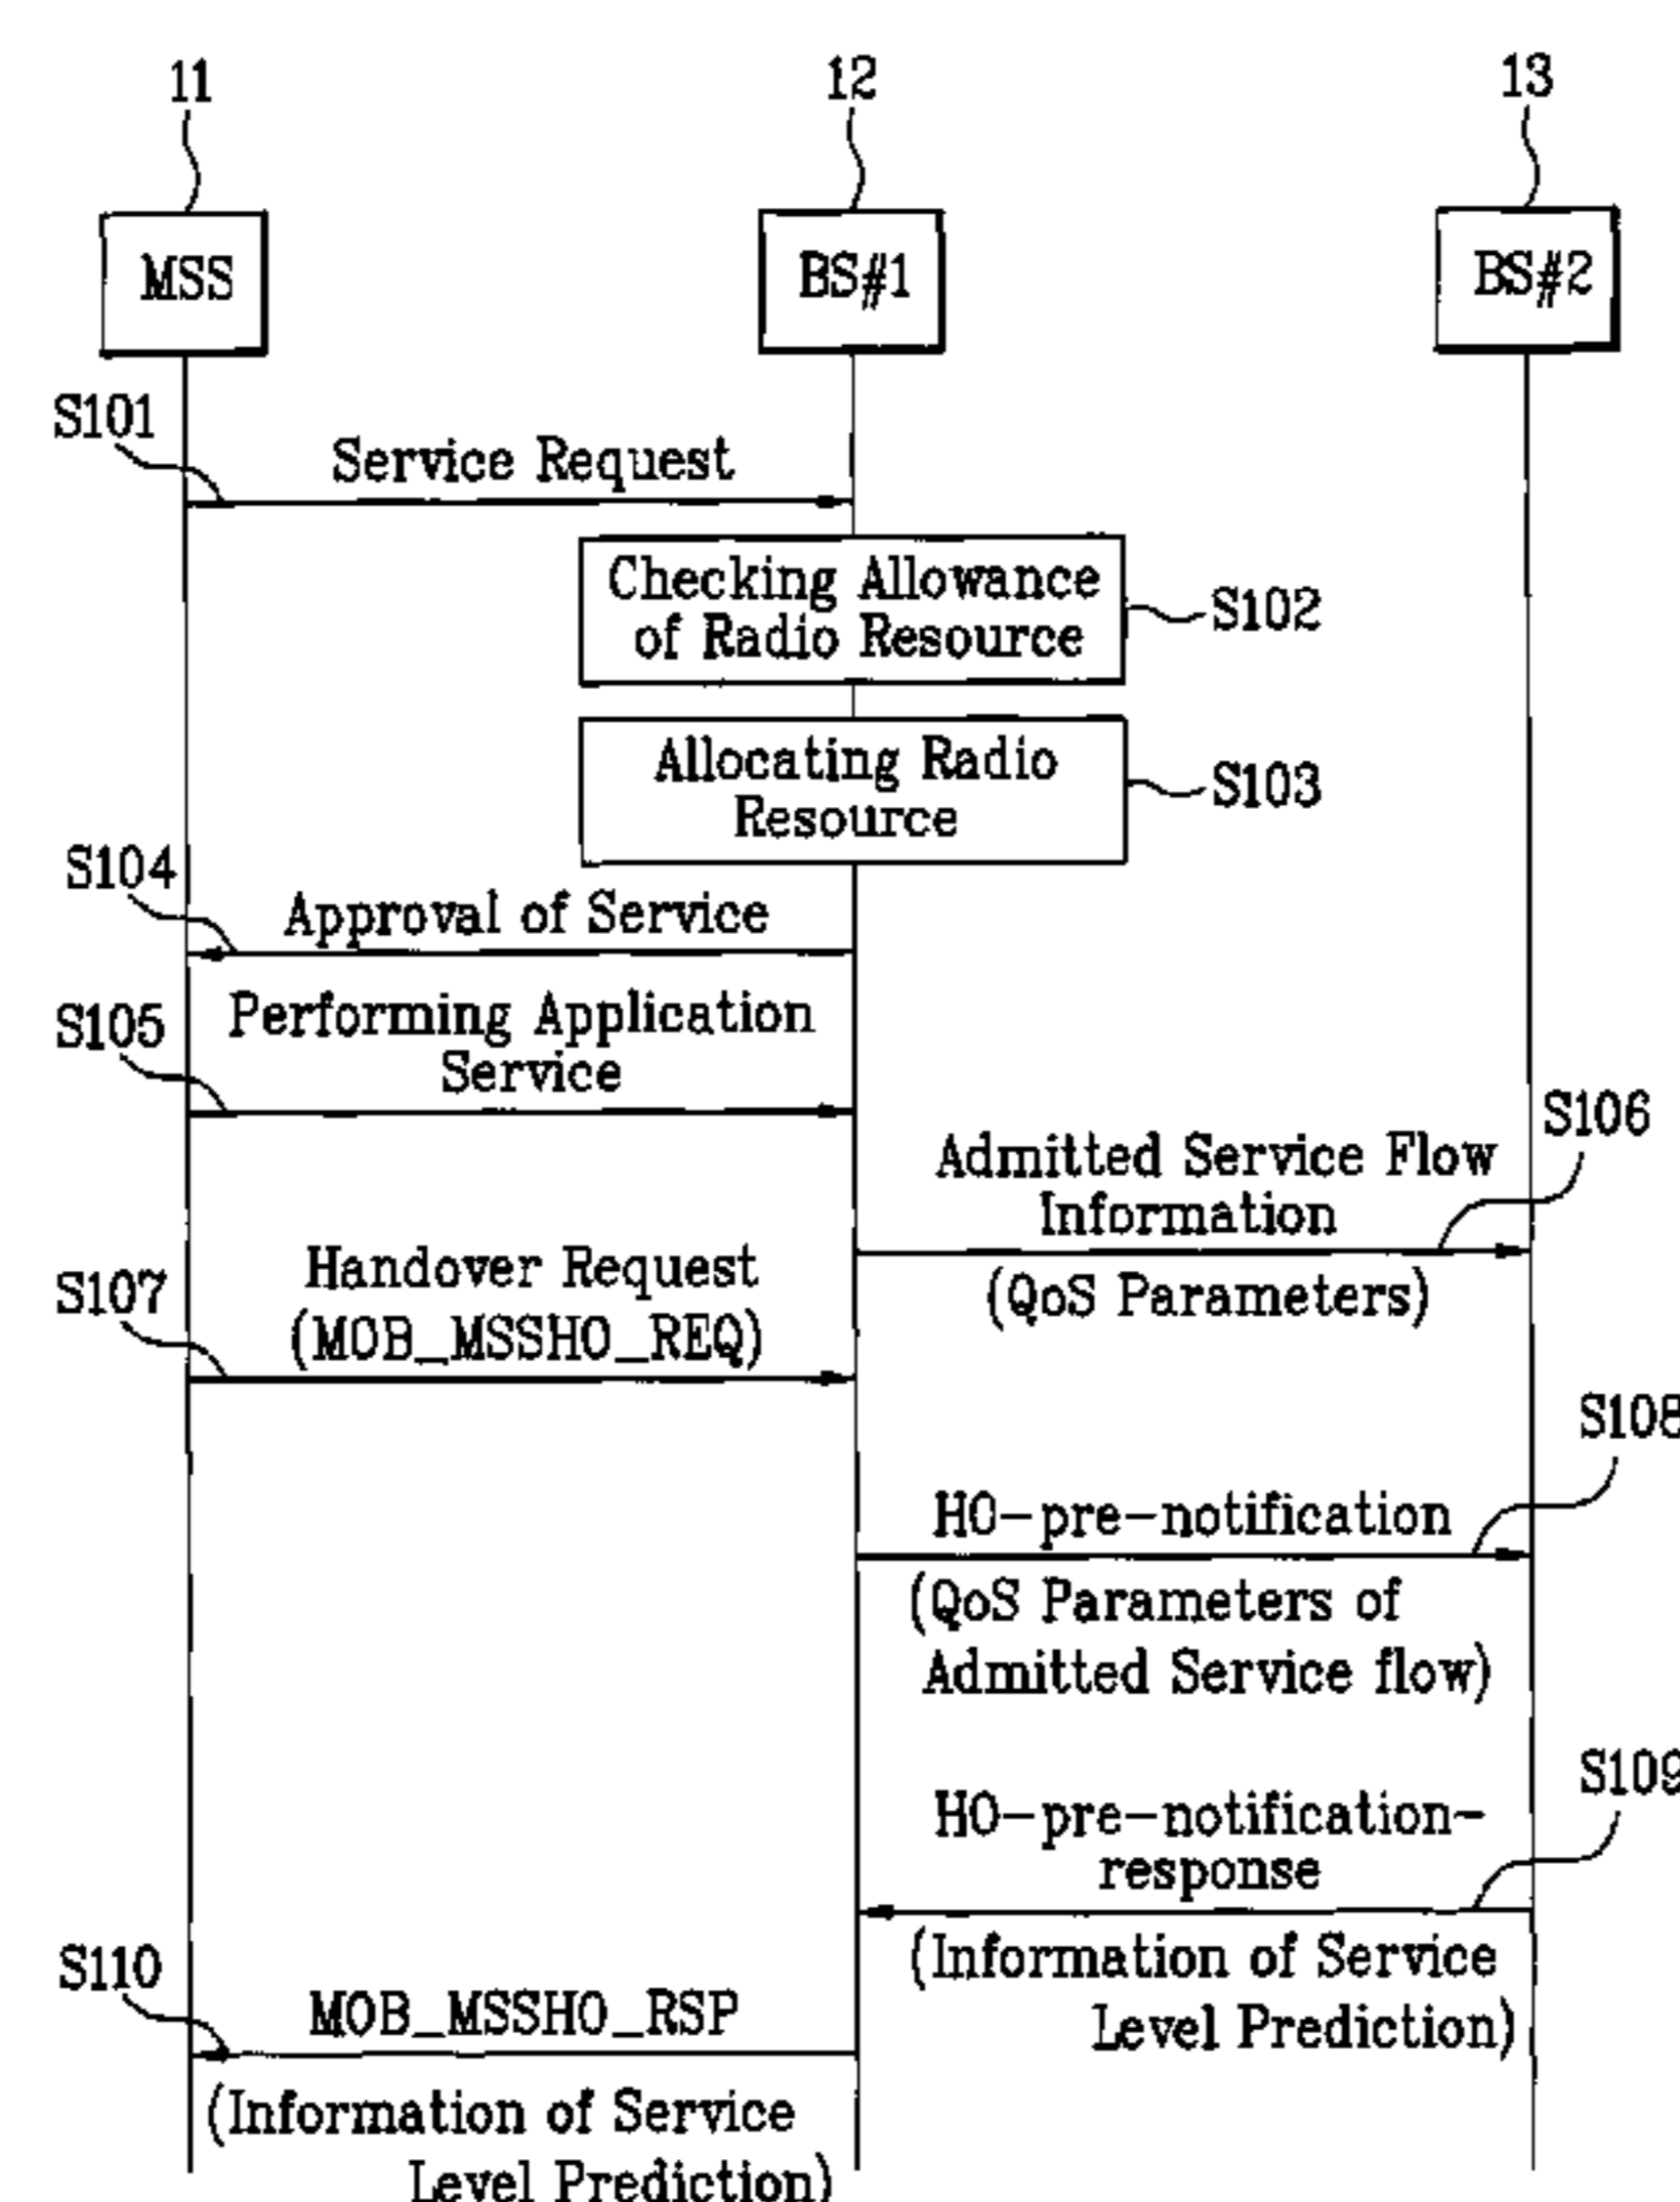 11
12
13
MSS
BS#1
BS#2
S101
Service Request
Checking Allowance
of Radio Resource
S102
Allocating Radio
Resource
S103
S104
Approval of Service
S105
Performing Application
Service
S106
Admitted Service Flow
Information
(QoS Parameters)
S107
Handover Request
(MOB_MSSHO_REQ)
S108
HO-pre-notification
(QoS Parameters of
Admitted Service flow)
S109
HO-pre-notification-
response
(Information of Service
Level Prediction)
S110
MOB_MSSHO_RSP
(Information of Service
Level Prediction)